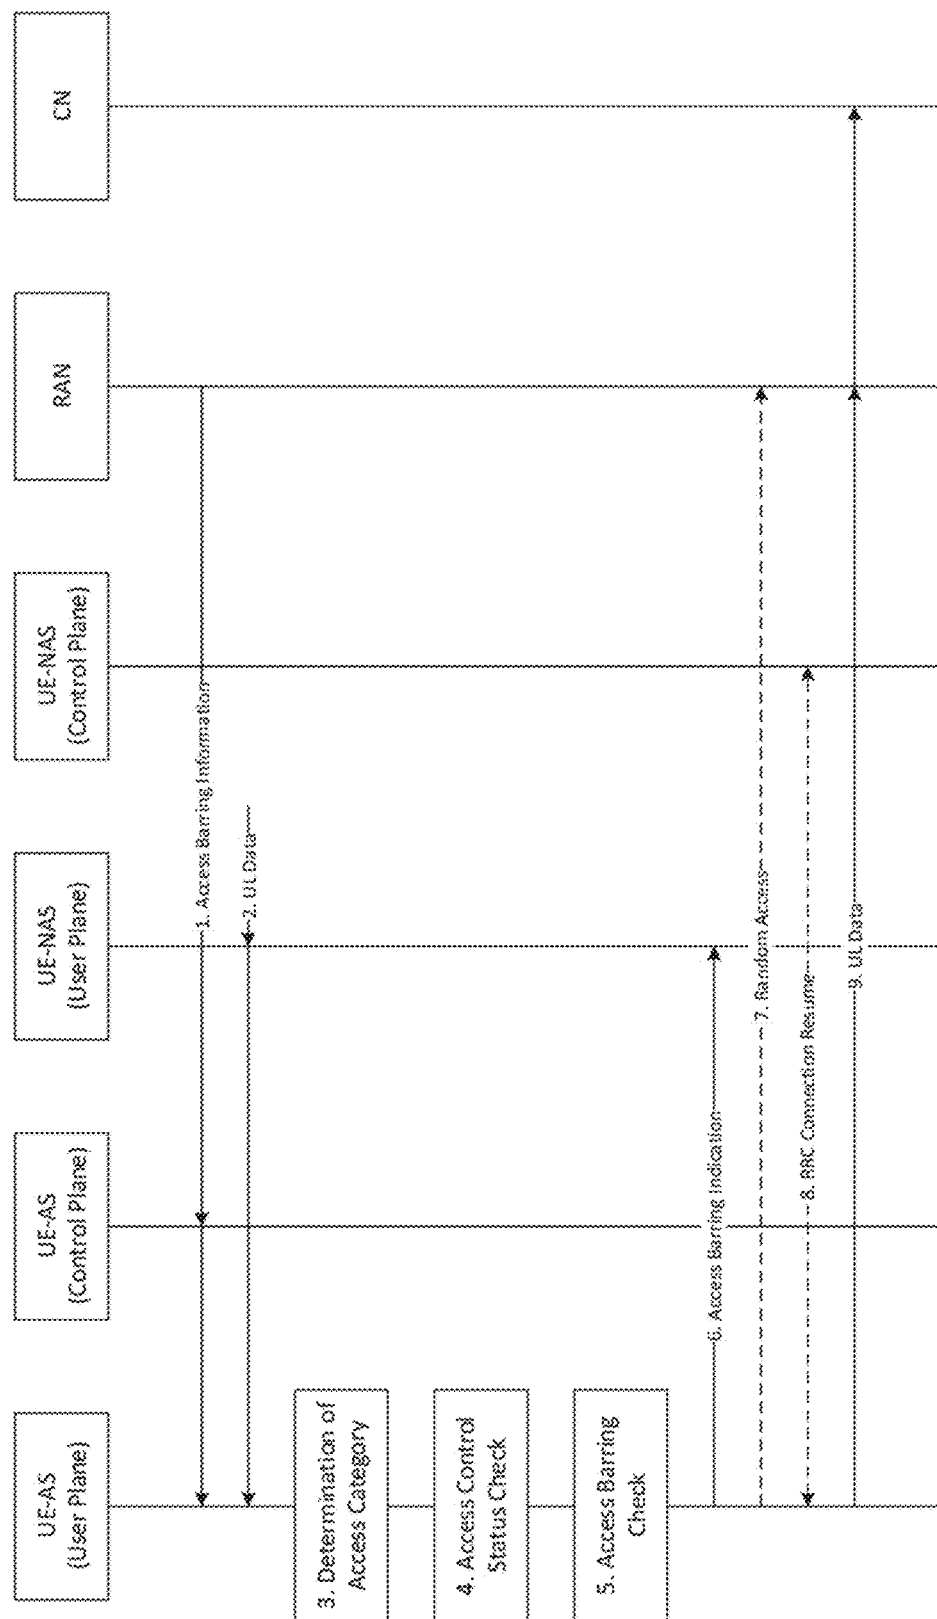 UE-AS
(User Plane)
UE-AS
(Control Plane)
UE-NAS
(User Plane)
UE-NAS
(Control Plane)
RAN
CN
1. Access Barring Information
2. UL Data
3. Determination of
Access Category
4. Access Control
Status Check
5. Access Barring
Check
6. Access Barring Indication
7. Random Access
8. RRC Connection Resume
9. UL Data